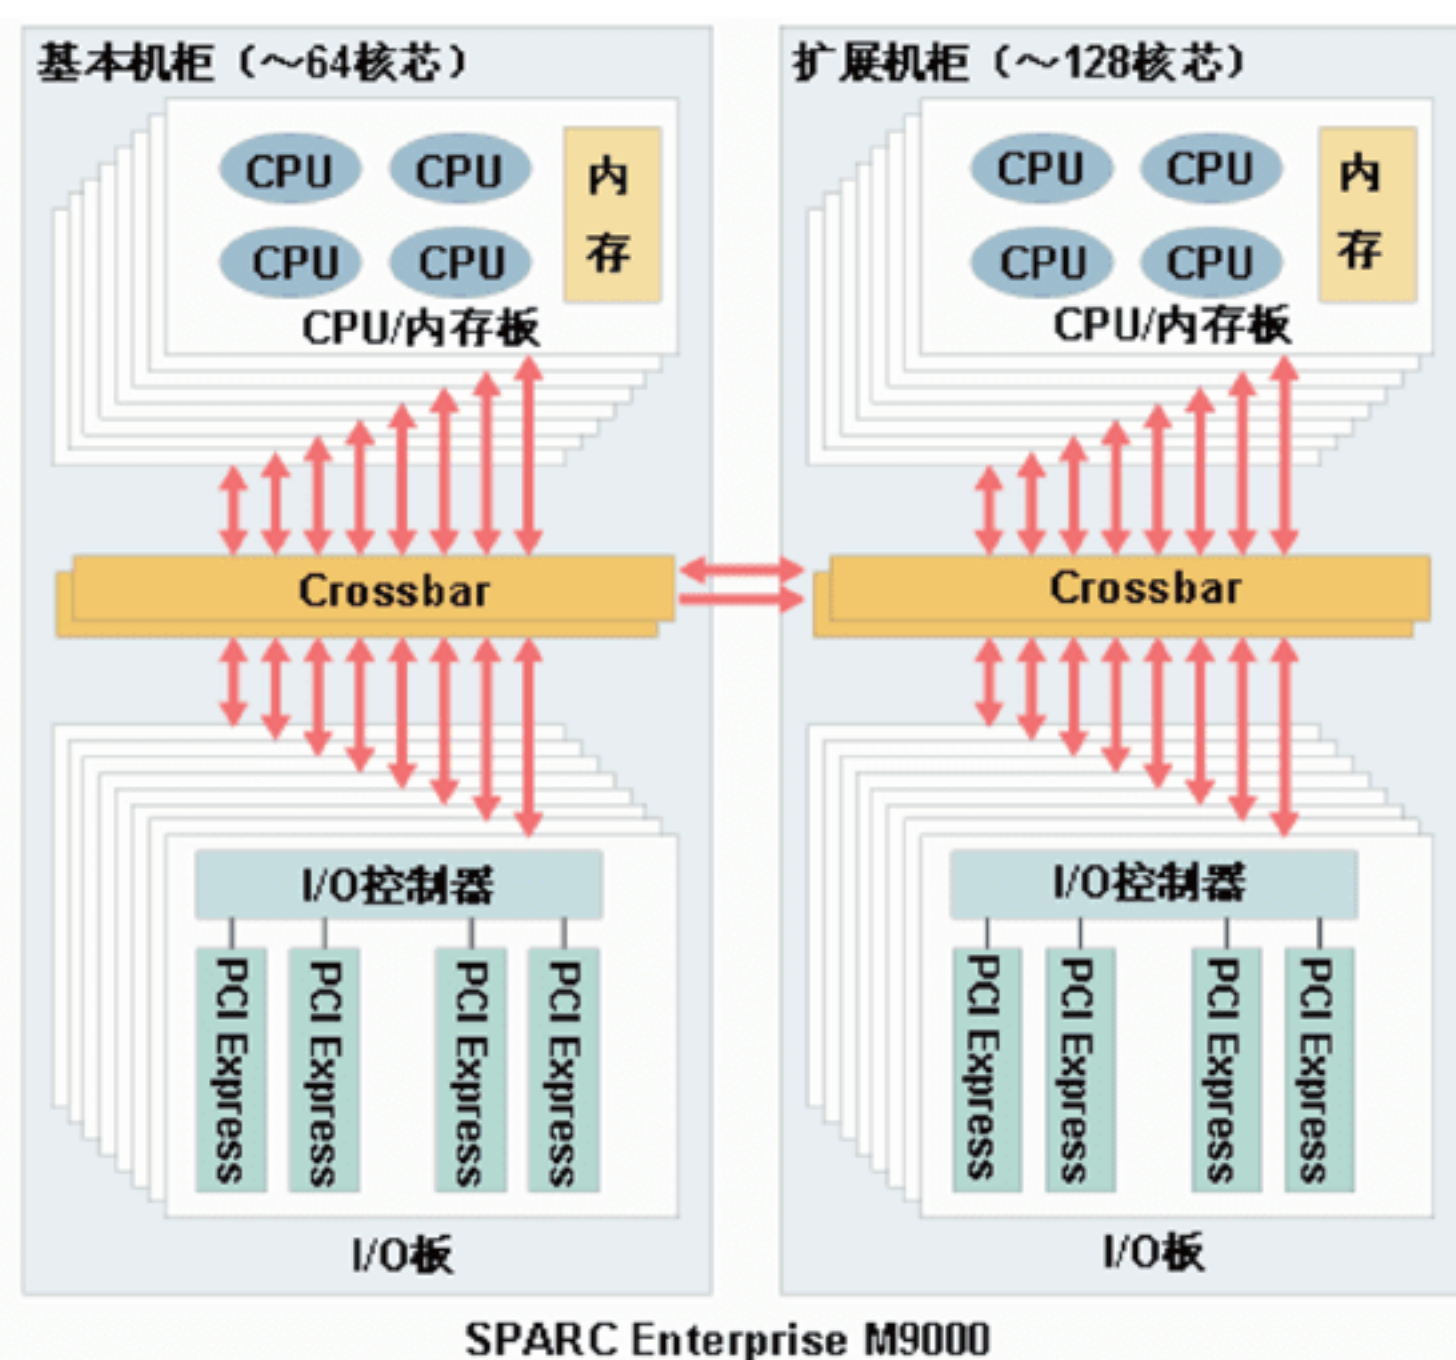 基本机柜（～64核芯）
CPU CPU
内存
CPU CPU
CPU/内存板
Crossbar
I/O控制器
PCI Express
PCI Express
PCI Express
PCI Express
I/O板
扩展机柜（～128核芯）
CPU CPU
内存
CPU CPU
CPU/内存板
Crossbar
I/O控制器
PCI Express
PCI Express
PCI Express
PCI Express
I/O板
SPARC Enterprise M9000